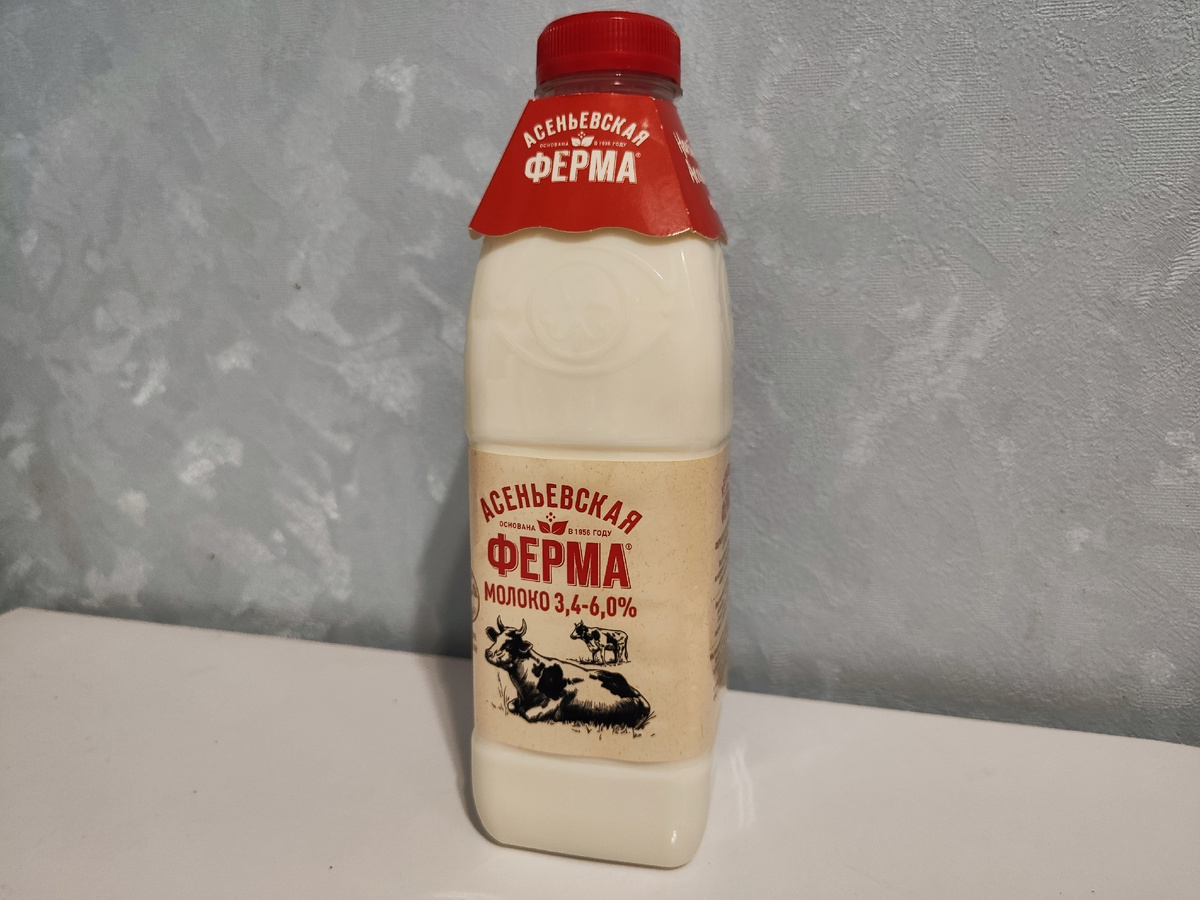 АСЕНЬЕВСКАЯ
ОСНОВАНА В 1956 ГОДУ
ФЕРМА®
АСЕНЬЕВСКАЯ
ОСНОВАНА В 1956 ГОДУ
ФЕРМА®
МОЛОКО 3,4-6,0%